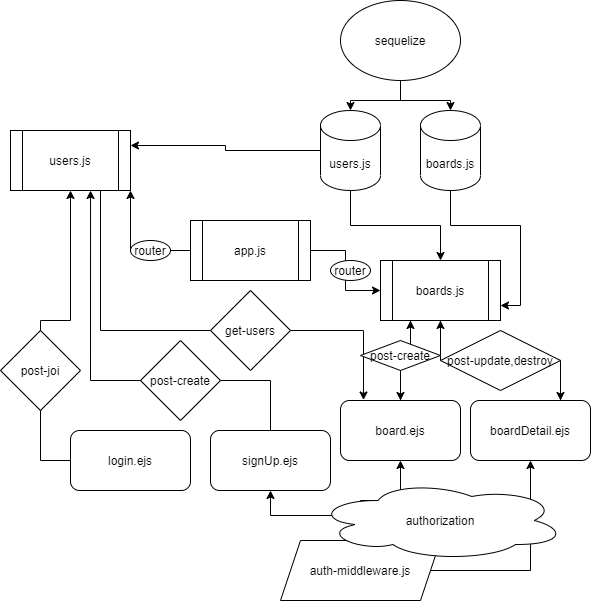 sequelize
users.js
users.js
boards.js
router
app.js
router
boards.js
get-users
post-joi
post-create
post-create
post-update,destroy
login.ejs
signUp.ejs
board.ejs
boardDetail.ejs
authorization
auth-middleware.js